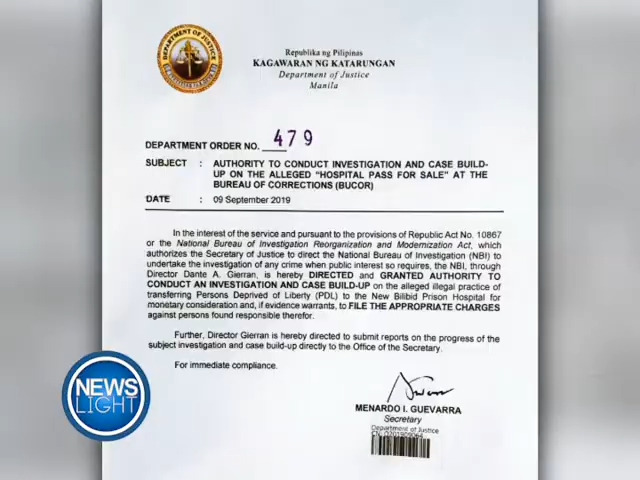 DEPARTMENT OF JUSTICE
Republika ng Pilipinas
KAGAWARAN NG KATARUNGAN
Department of Justice
Manila
DEPARTMENT ORDER NO. 479
SUBJECT : AUTHORITY TO CONDUCT INVESTIGATION AND CASE BUILD-
UP ON THE ALLEGED "HOSPITAL PASS FOR SALE" AT THE
BUREAU OF CORRECTIONS (BUCOR)
DATE : 09 September 2019
In the interest of the service and pursuant to the provisions of Republic Act No. 10867
or the National Bureau of Investigation Reorganization and Modernization Act, which
authorizes the Secretary of Justice to direct the National Bureau of Investigation (NBI) to
undertake the investigation of any crime when public interest so requires, the NBI, through
Director Dante A. Gierran, is hereby DIRECTED and GRANTED AUTHORITY TO
CONDUCT AN INVESTIGATION AND CASE BUILD-UP on the alleged illegal practice of
transferring Persons Deprived of Liberty (PDL) to the New Bilibid Prison Hospital for
monetary consideration and, if evidence warrants, to FILE THE APPROPRIATE CHARGES
against persons found responsible therefor.
Further, Director Gierran is hereby directed to submit reports on the progress of the
subject investigation and case build-up directly to the Office of the Secretary.
For immediate compliance.
MENARDO I. GUEVARRA
Secretary
Department of Justice
NEWS
LIGHT